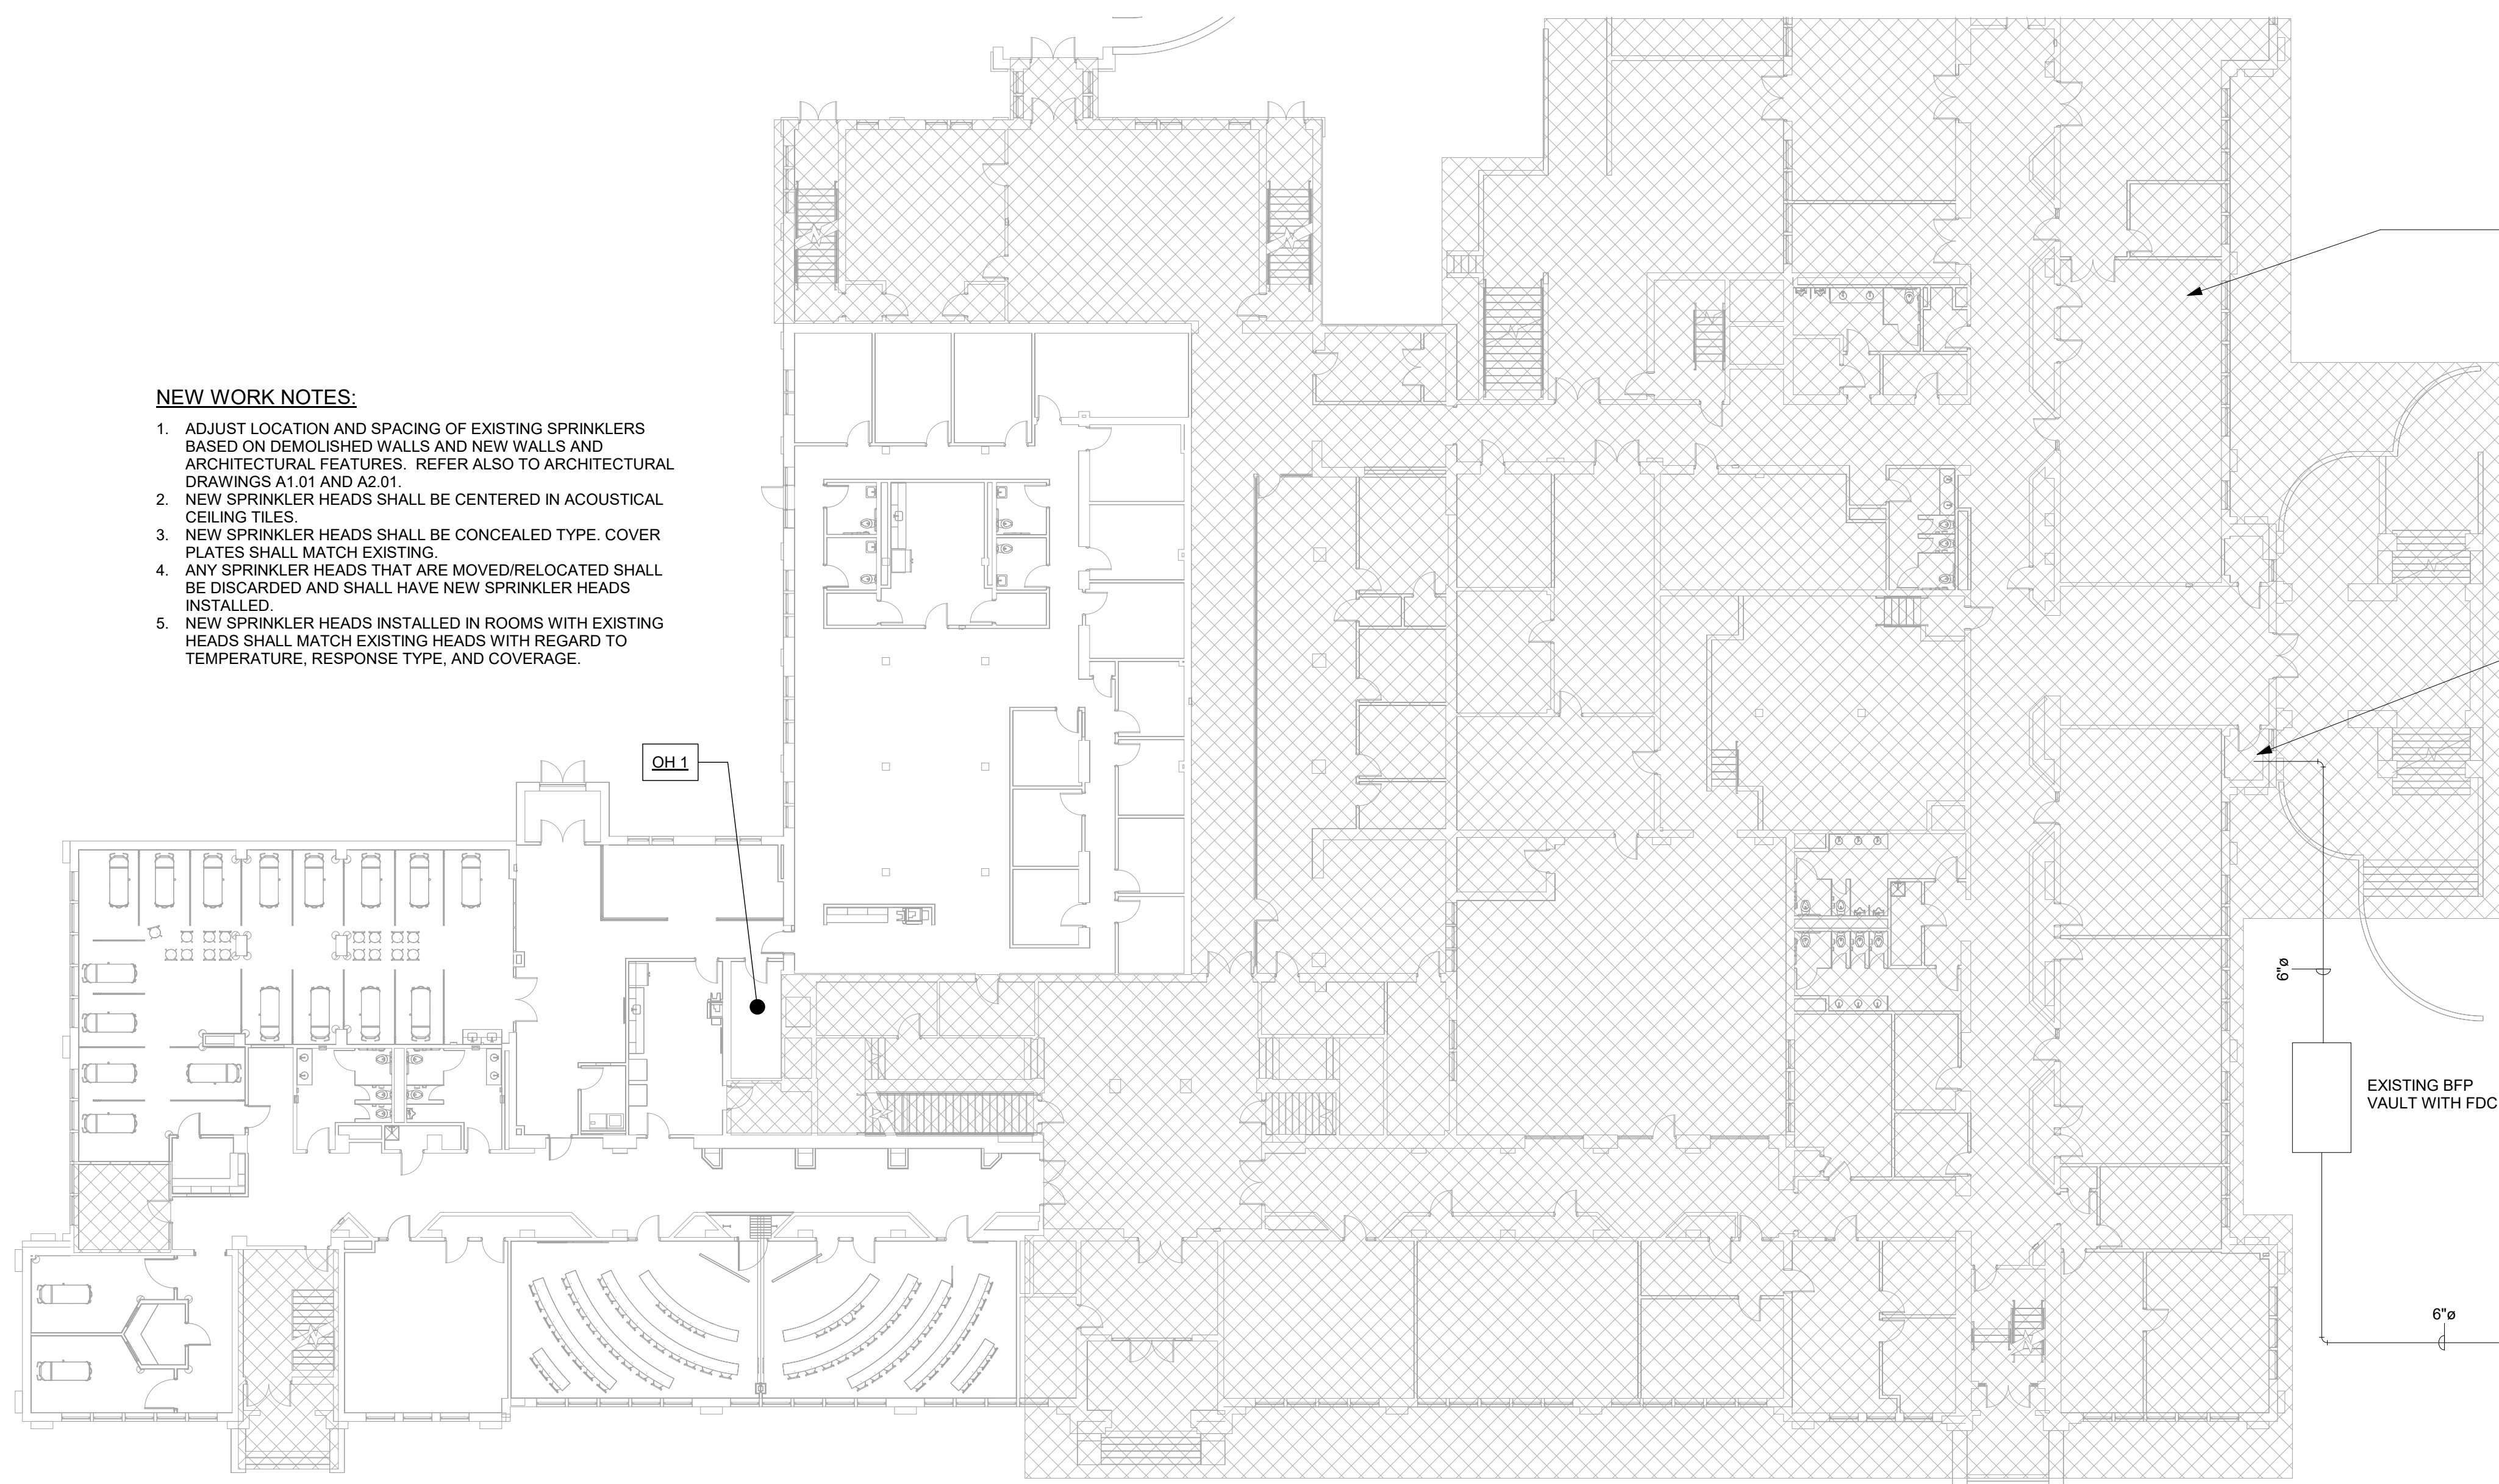 NEW WORK NOTES:
1. ADJUST LOCATION AND SPACING OF EXISTING SPRINKLERS
BASED ON DEMOLISHED WALLS AND NEW WALLS AND
ARCHITECTURAL FEATURES. REFER ALSO TO ARCHITECTURAL
DRAWINGS A1.01 AND A2.01.
2. NEW SPRINKLER HEADS SHALL BE CENTERED IN ACOUSTICAL
CEILING TILES.
3. NEW SPRINKLER HEADS SHALL BE CONCEALED TYPE. COVER
PLATES SHALL MATCH EXISTING.
4. ANY SPRINKLER HEADS THAT ARE MOVED/RELOCATED SHALL
BE DISCARDED AND SHALL HAVE NEW SPRINKLER HEADS
INSTALLED.
5. NEW SPRINKLER HEADS INSTALLED IN ROOMS WITH EXISTING
HEADS SHALL MATCH EXISTING HEADS WITH REGARD TO
TEMPERATURE, RESPONSE TYPE, AND COVERAGE.
OH 1
6"ø
EXISTING BFP
VAULT WITH FDC
6"ø